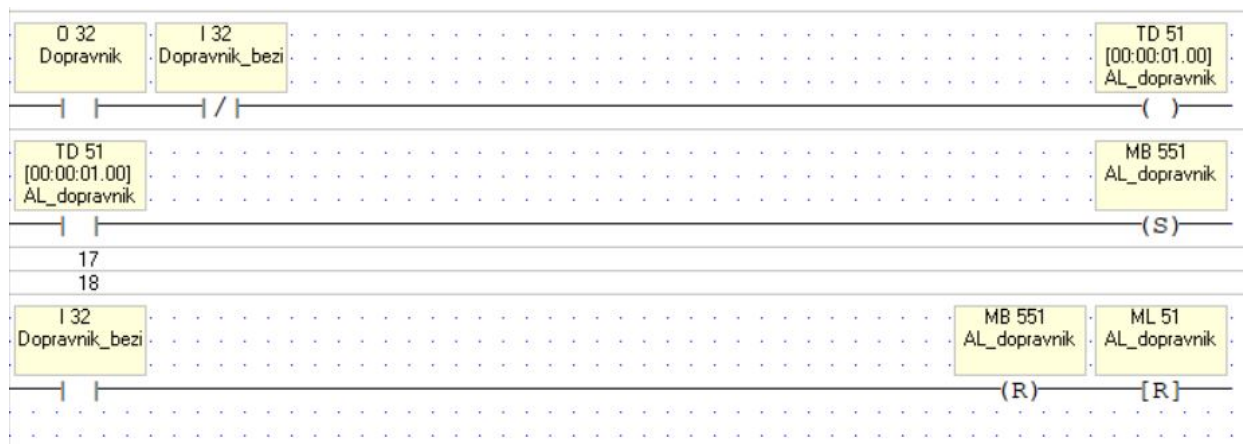 O 32
Dopravnik
I 32
Dopravnik_bezi
TD 51
[00:00:01.00]
AL_dopravnik
TD 51
[00:00:01.00]
AL_dopravnik
MB 551
AL_dopravnik
(S)
17
18
I 32
Dopravnik_bezi
MB 551
AL_dopravnik
ML 51
AL_dopravnik
(R)
[R]